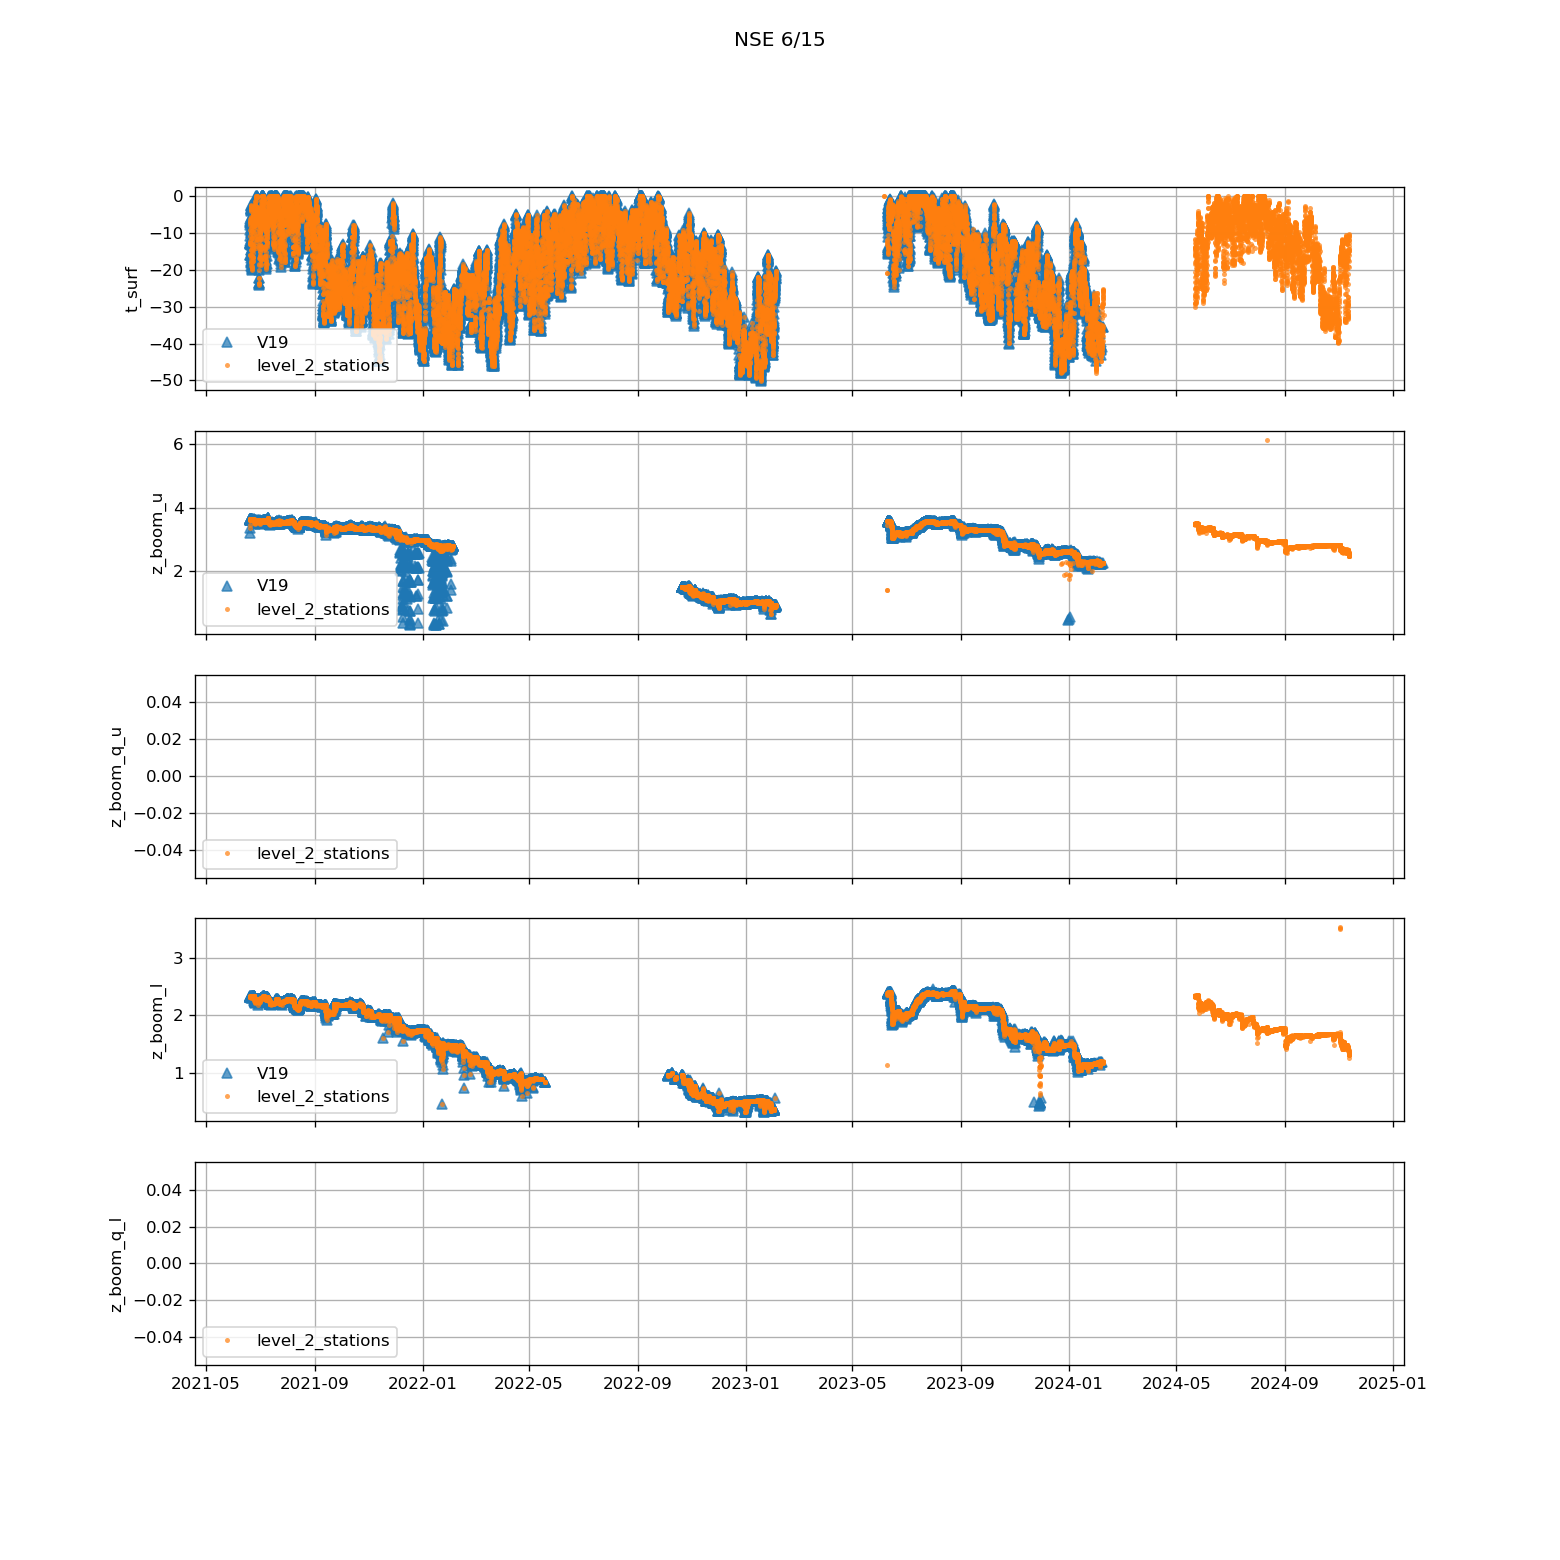 NSE 6/15
0
−10
−20
−30
−40
−50
t_surf
V19
level_2_stations
6
4
2
z_boom_u
V19
level_2_stations
0.04
0.02
0.00
−0.02
−0.04
z_boom_q_u
level_2_stations
3
2
1
z_boom_l
V19
level_2_stations
0.04
0.02
0.00
−0.02
−0.04
z_boom_q_l
level_2_stations
2021-05 2021-09 2022-01 2022-05 2022-09 2023-01 2023-05 2023-09 2024-01 2024-05 2024-09 2025-01